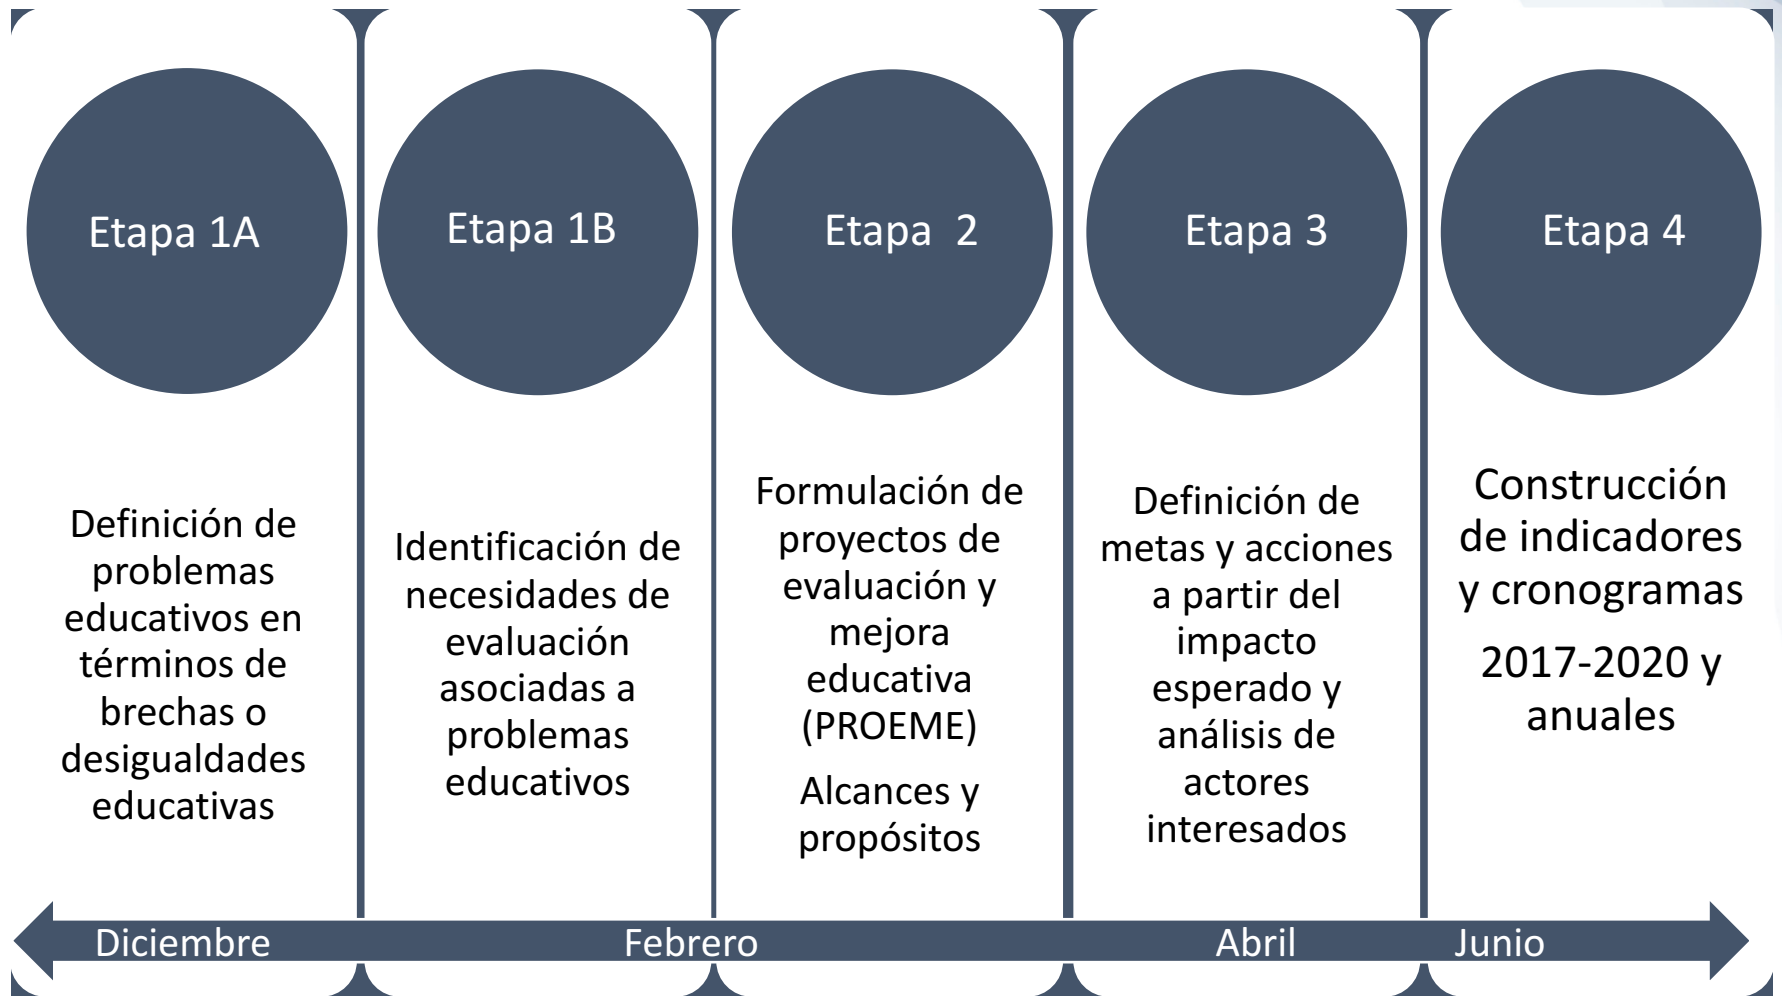 Etapa 1A
Definición de
problemas
educativos en
términos de
brechas o
desigualdades
educativas
Etapa 1B
Identificación de
necesidades de
evaluación
asociadas a
problemas
educativos
Etapa 2
Formulación de
proyectos de
evaluación y
mejora
educativa
(PROEME)
Alcances y
propósitos
Etapa 3
Definición de
metas y acciones
a partir del
impacto
esperado y
análisis de
actores
interesados
Etapa 4
Construcción
de indicadores
y cronogramas
2017-2020 y
anuales
Diciembre
Febrero
Abril
Junio